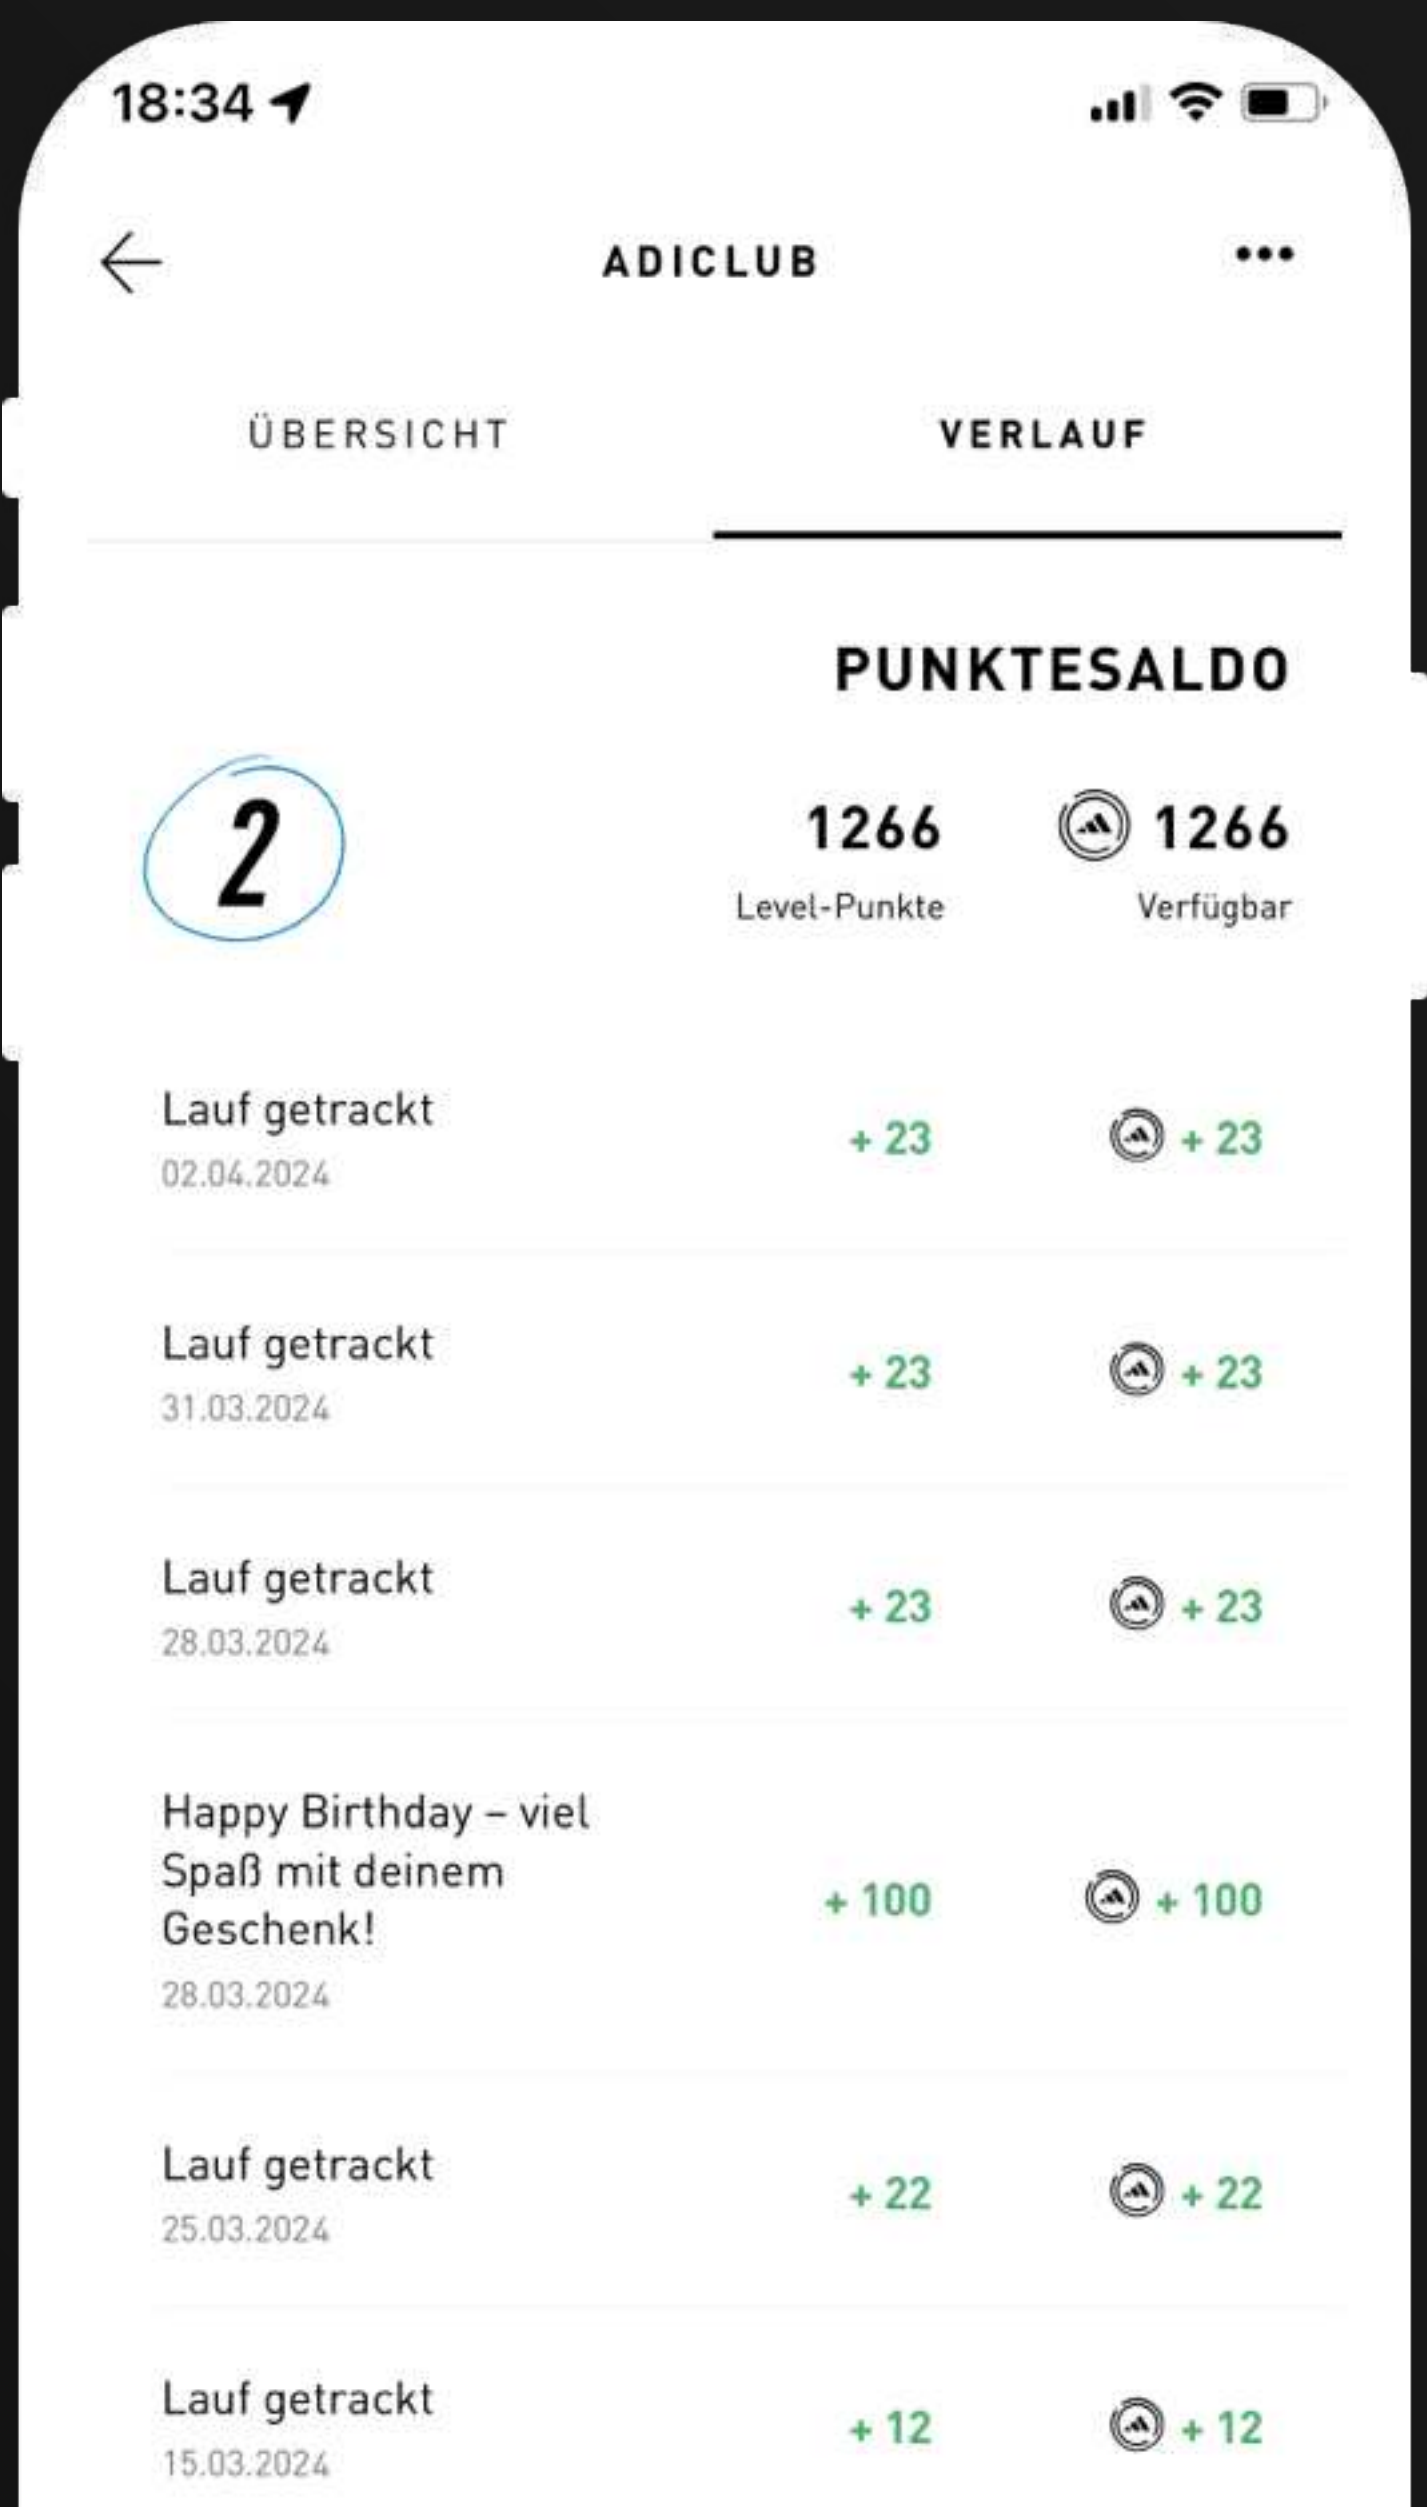 18:34
ADICLUB
ÜBERSICHT VERLAUF
PUNKTESALDO
2 1266 1266
Level-Punkte Verfügbar
Lauf getrackt
+ 23 + 23
02.04.2024
Lauf getrackt
+ 23 + 23
31.03.2024
Lauf getrackt
+ 23 + 23
28.03.2024
Happy Birthday – viel
Spaß mit deinem
Geschenk!
+ 100 + 100
28.03.2024
Lauf getrackt
+ 22 + 22
25.03.2024
Lauf getrackt
+ 12 + 12
15.03.2024